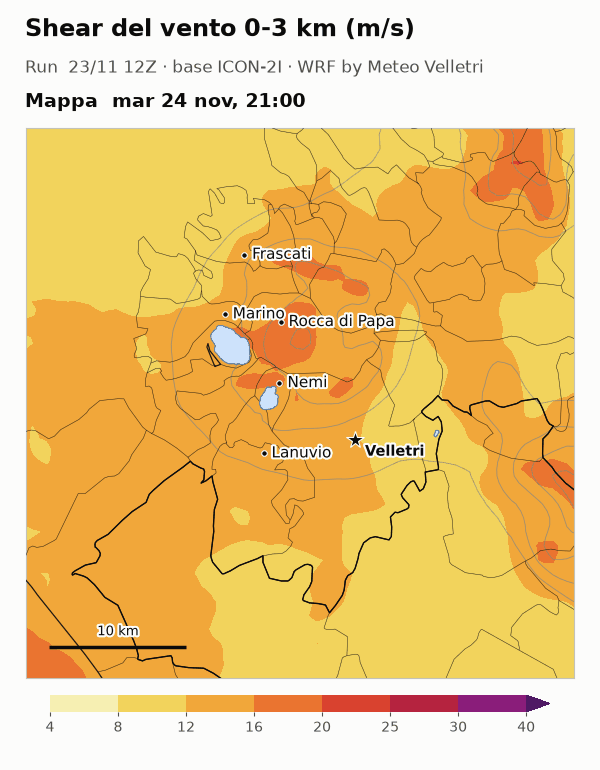 Shear del vento 0-3 km (m/s)
Run  23/11 12Z · base ICON-2I · WRF by Meteo Velletri
Mappa  mar 24 nov, 21:00
Frascati
Marino
Rocca di Papa
Nemi
Velletri
Lanuvio
10 km
4 8 12 16 20 25 30 40